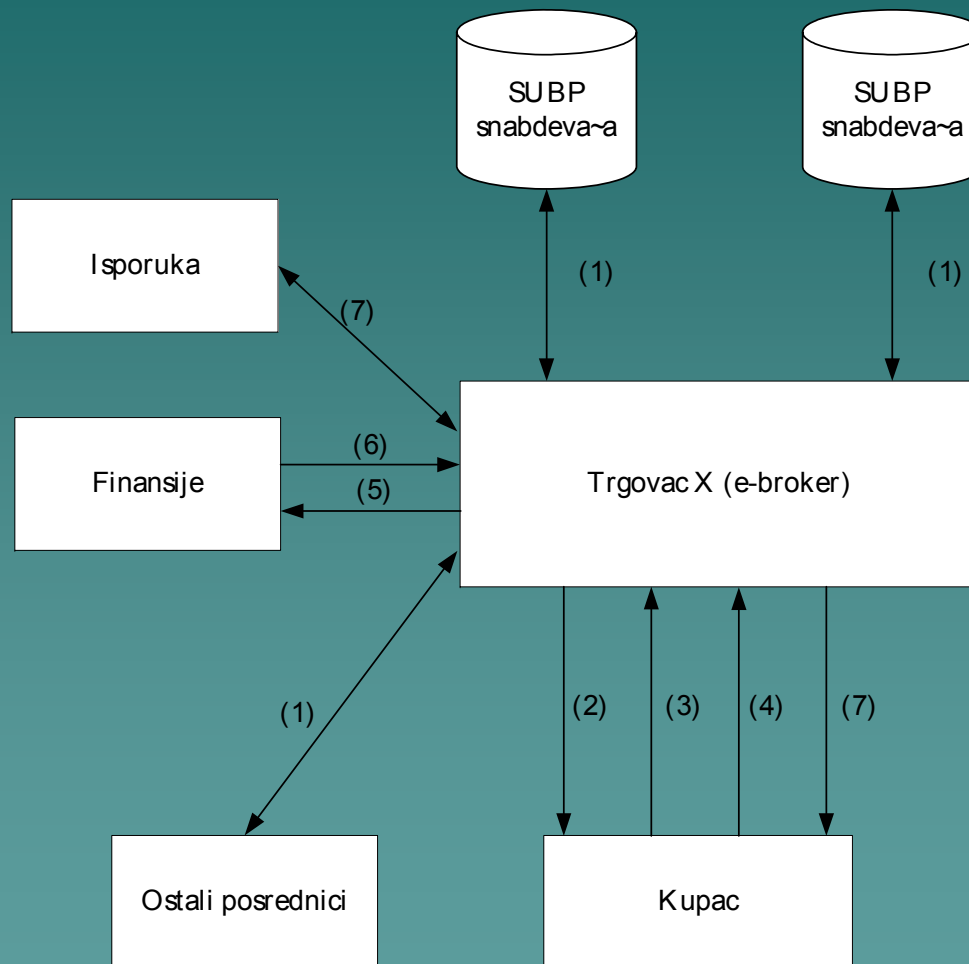 SUBP
snabdeva~a
SUBP
snabdeva~a
(1)
(1)
Isporuka
(7)
Finansije
(6)
(5)
Trgovac X (e-broker)
(1)
(2)
(3)
(4)
(7)
Ostali posrednici
Kupac